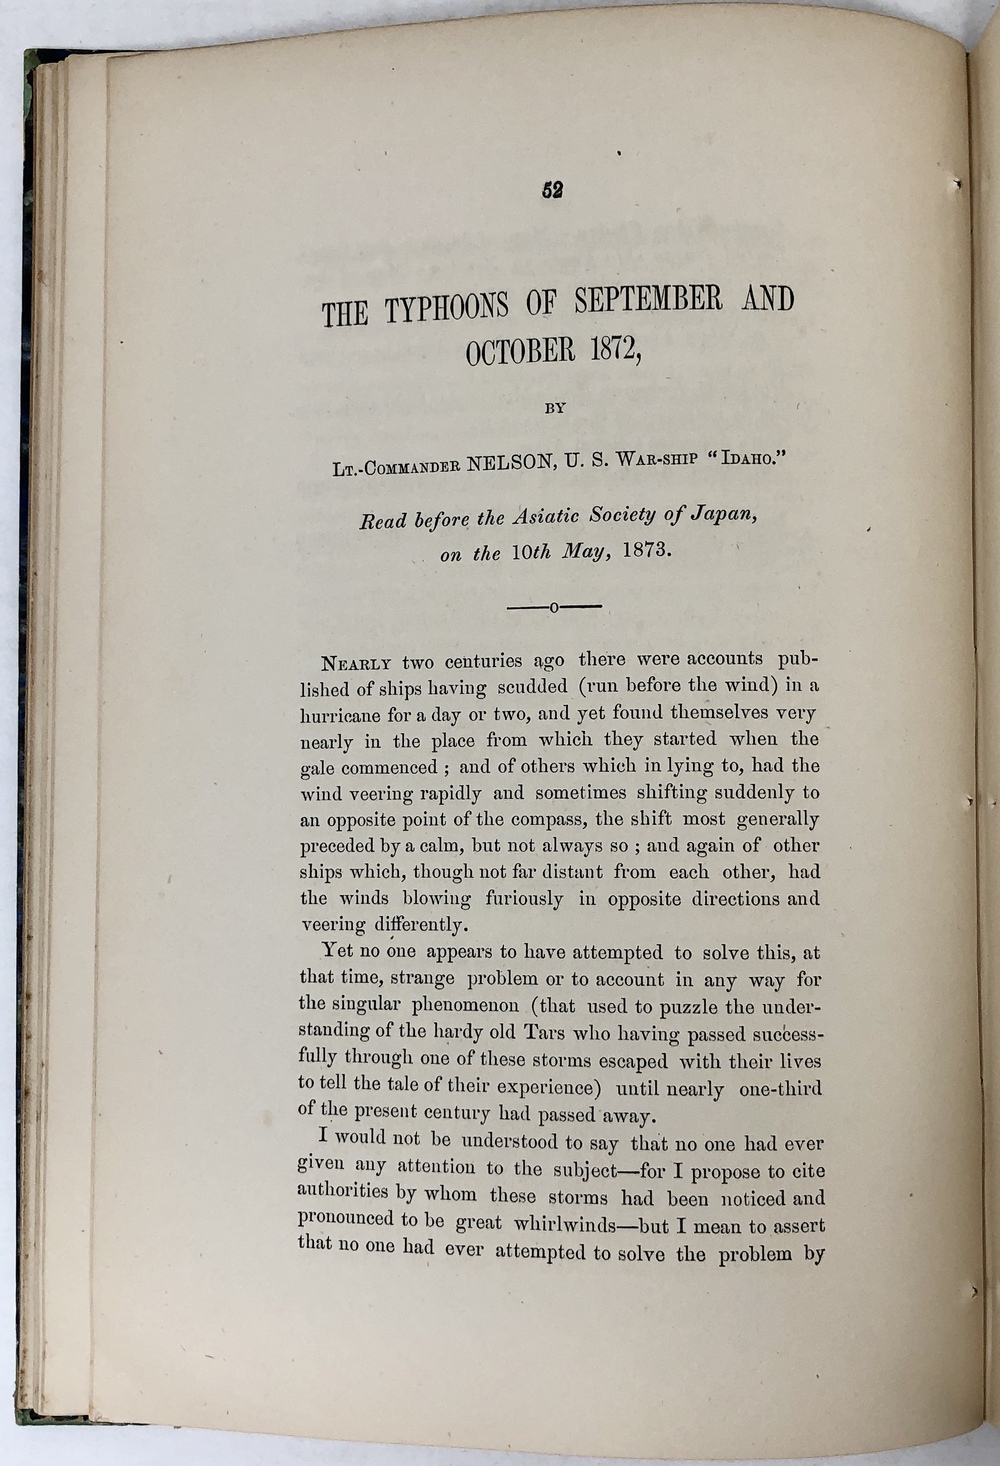 52
THE TYPHOONS OF SEPTEMBER AND
OCTOBER 1872,
BY
LT.-COMMANDER NELSON, U. S. WAR-SHIP "IDAHO."
Read before the Asiatic Society of Japan,
on the 10th May, 1873.
——o——
NEARLY two centuries ago there were accounts pub-
lished of ships having scudded (run before the wind) in a
hurricane for a day or two, and yet found themselves very
nearly in the place from which they started when the
gale commenced ; and of others which in lying to, had the
wind veering rapidly and sometimes shifting suddenly to
an opposite point of the compass, the shift most generally
preceded by a calm, but not always so ; and again of other
ships which, though not far distant from each other, had
the winds blowing furiously in opposite directions and
veering differently.
Yet no one appears to have attempted to solve this, at
that time, strange problem or to account in any way for
the singular phenomenon (that used to puzzle the under-
standing of the hardy old Tars who having passed success-
fully through one of these storms escaped with their lives
to tell the tale of their experience) until nearly one-third
of the present century had passed away.
I would not be understood to say that no one had ever
given any attention to the subject—for I propose to cite
authorities by whom these storms had been noticed and
pronounced to be great whirlwinds—but I mean to assert
that no one had ever attempted to solve the problem by